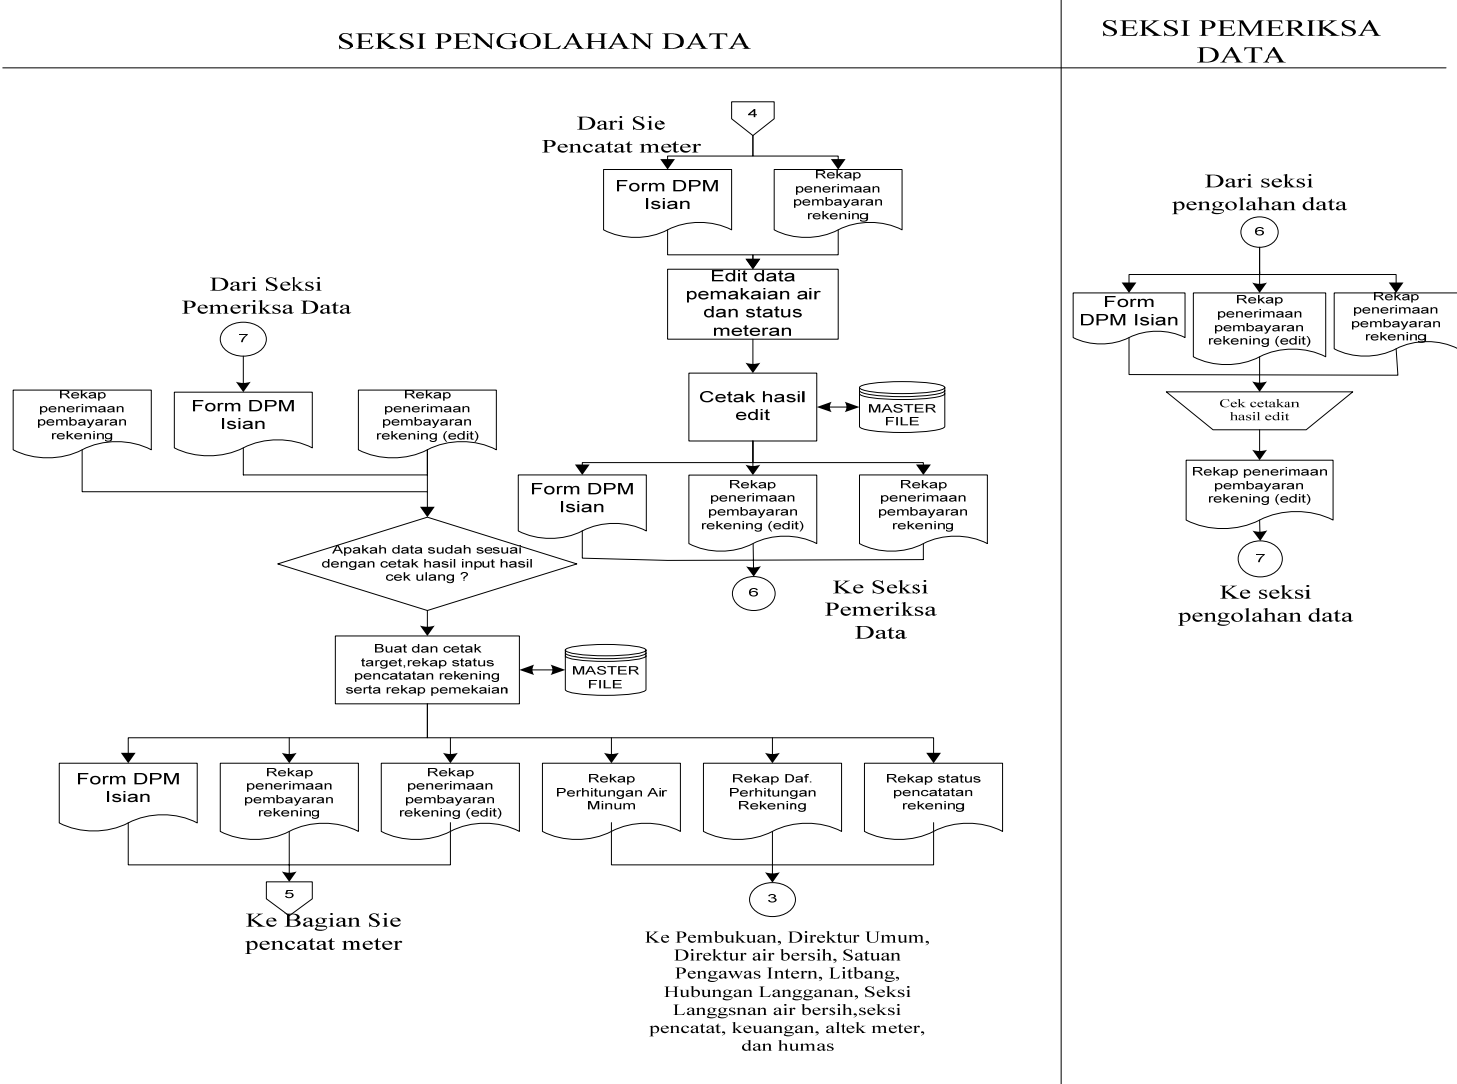 SEKSI PENGOLAHAN DATA
SEKSI PEMERIKSA
DATA
4
Dari Sie
Pencatat meter
Form DPM
Isian
Rekap
penerimaan
pembayaran
rekening
Edit data
pemakaian air
dan status
meteran
Cetak hasil
edit
MASTER
FILE
Form DPM
Isian
Rekap
penerimaan
pembayaran
rekening (edit)
Rekap
penerimaan
pembayaran
rekening
6
Ke Seksi
Pemeriksa
Data
Dari Seksi
Pemeriksa Data
7
Rekap
penerimaan
pembayaran
rekening
Form DPM
Isian
Rekap
penerimaan
pembayaran
rekening (edit)
Apakah data sudah sesuai
dengan cetak hasil input hasil
cek ulang ?
Buat dan cetak
target,rekap status
pencatatan rekening
serta rekap pemekaian
MASTER
FILE
Form DPM
Isian
Rekap
penerimaan
pembayaran
rekening
Rekap
penerimaan
pembayaran
rekening (edit)
Rekap
Perhitungan Air
Minum
Rekap Daf.
Perhitungan
Rekening
Rekap status
pencatatan
rekening
5
Ke Bagian Sie
pencatat meter
3
Ke Pembukuan, Direktur Umum,
Direktur air bersih, Satuan
Pengawas Intern, Litbang,
Hubungan Langganan, Seksi
Langgsnan air bersih,seksi
pencatat, keuangan, altek meter,
dan humas
Dari seksi
pengolahan data
6
Form
DPM Isian
Rekap
penerimaan
pembayaran
rekening (edit)
Rekap
penerimaan
pembayaran
rekening
Cek cetakan
hasil edit
Rekap penerimaan
pembayaran
rekening (edit)
7
Ke seksi
pengolahan data